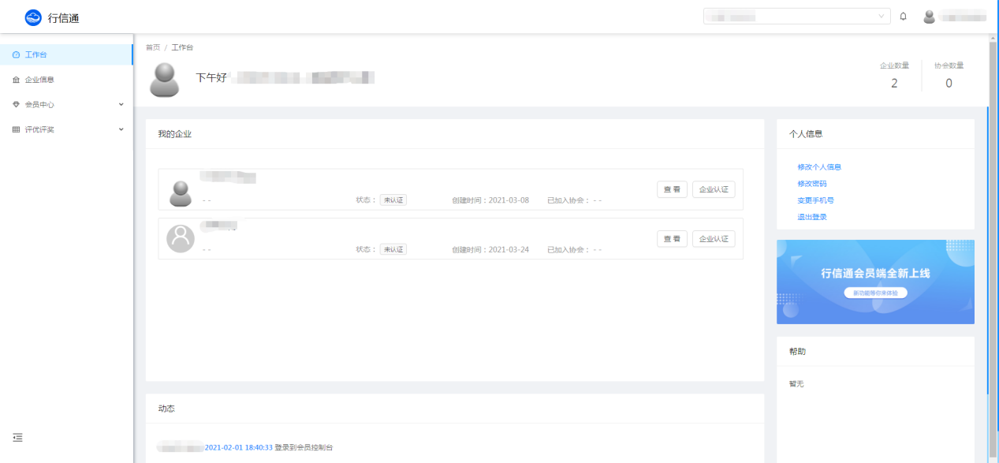 行信通
工作台
企业信息
会员中心
评优评奖
首页 / 工作台
下午好
企业数量
2
协会数量
0
我的企业
- -
状态： 未认证
创建时间：2021-03-08
已加入协会： - -
查 看
企业认证
- -
状态： 未认证
创建时间：2021-03-24
已加入协会： - -
查 看
企业认证
动态
2021-02-01 18:40:33 登录到会员控制台
个人信息
修改个人信息
修改密码
变更手机号
退出登录
行信通会员端全新上线
新功能等你来体验
帮助
暂无